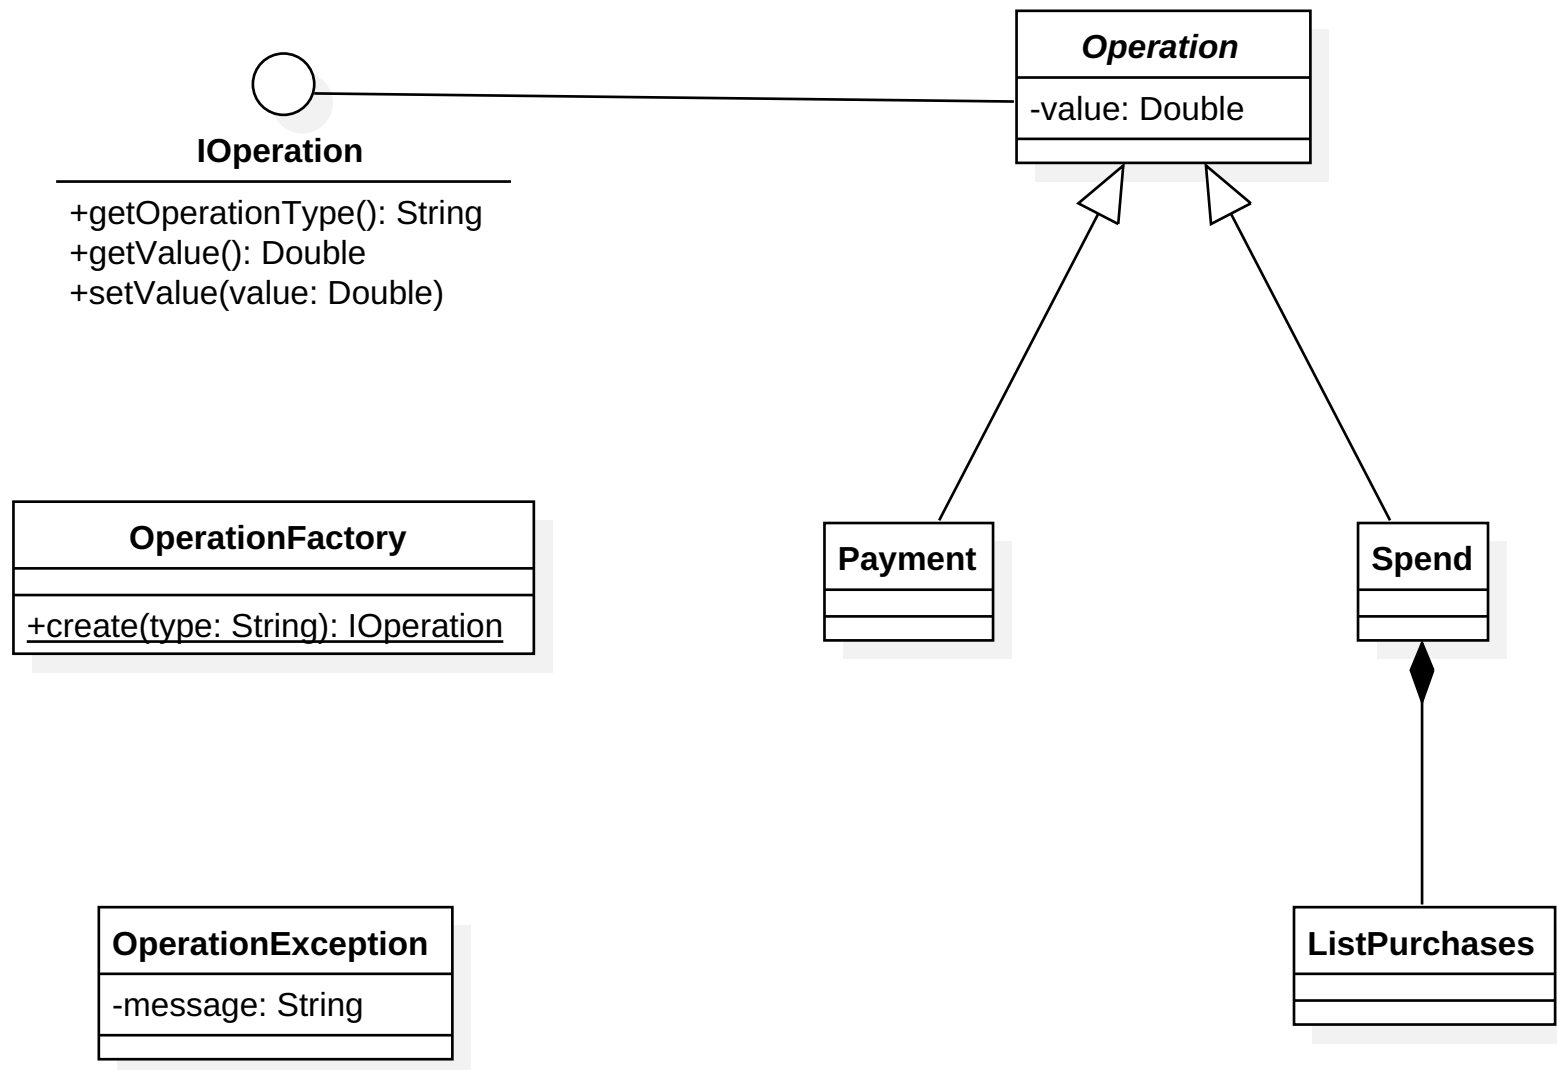 Operation
-value: Double
IOperation
+getOperationType(): String
+getValue(): Double
+setValue(value: Double)
OperationFactory
+create(type: String): IOperation
Payment
Spend
OperationException
-message: String
ListPurchases